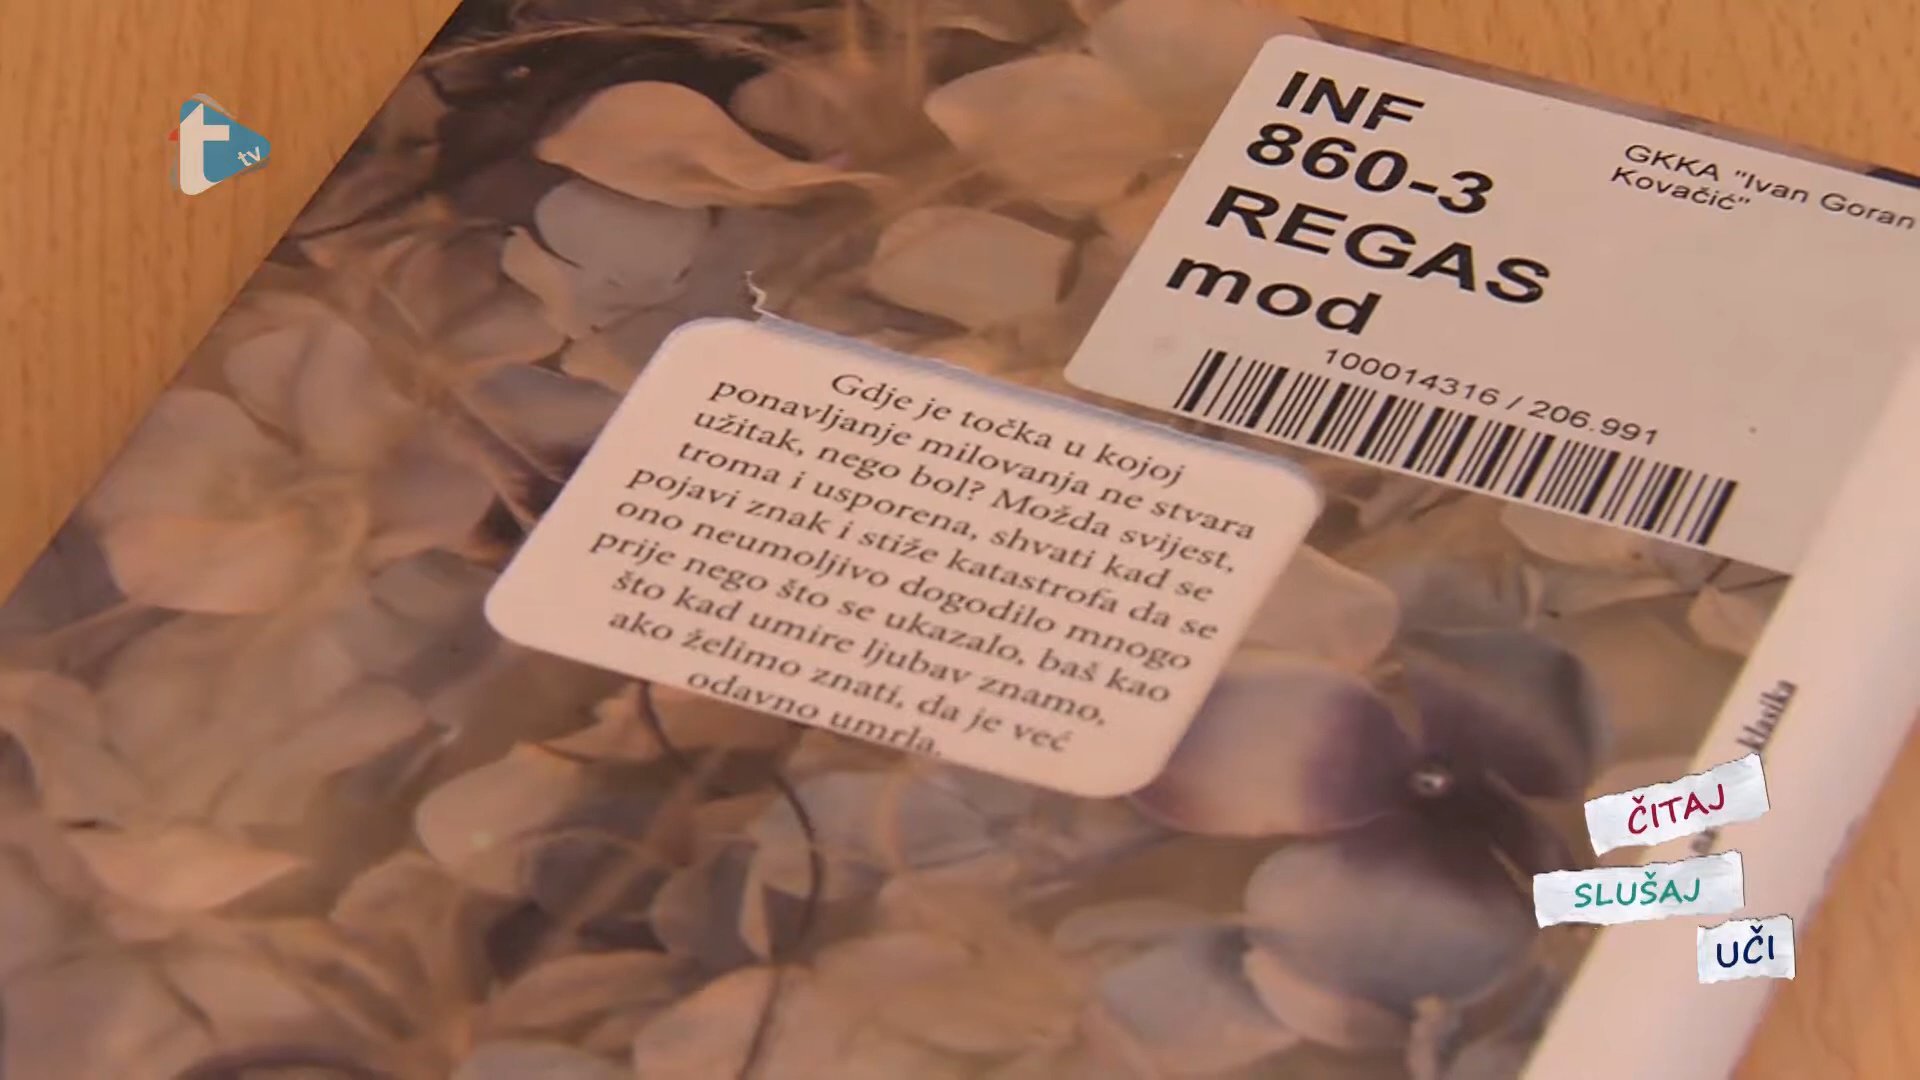 t
tv
INF
860-3
REGAS
mod
GKKA "Ivan Goran
Kovačić"
100014316 / 206.991
Gdje je točka u kojoj
ponavljanje milovanja ne stvara
užitak, nego bol? Možda svijest,
troma i usporena, shvati kad se
pojavi znak i stiže katastrofa da se
ono neumoljivo dogodilo mnogo
prije nego što se ukazalo, baš kao
što kad umire ljubav znamo,
ako želimo znati, da je već
odavno umrla.
klasika
ČITAJ
SLUŠAJ
UČI